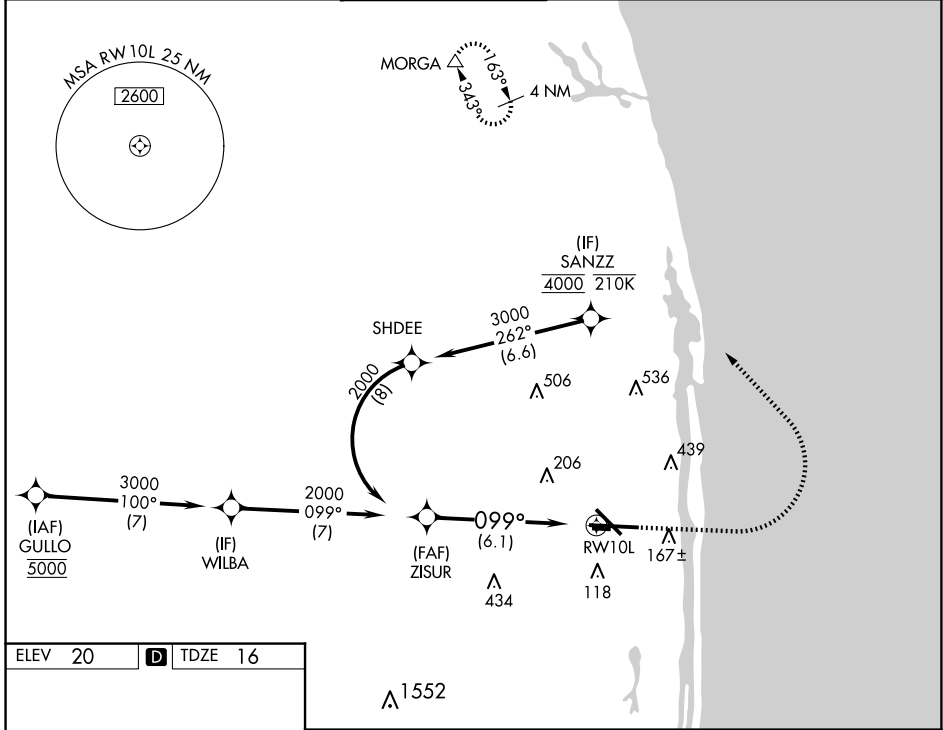 MSA RW10L 25 NM
2600
MORGA
163°
343°
4 NM
(IF)
SANZZ
4000 210K
SHDEE
3000
262°
(6.6)
2000
(8)
506
536
439
206
3000
100°
(7)
2000
099°
(7)
099°
(6.1)
(IAF)
GULLO
5000
(IF)
WILBA
(FAF)
ZISUR
RW10L
167±
434
118
ELEV 20 D TDZE 16
1552